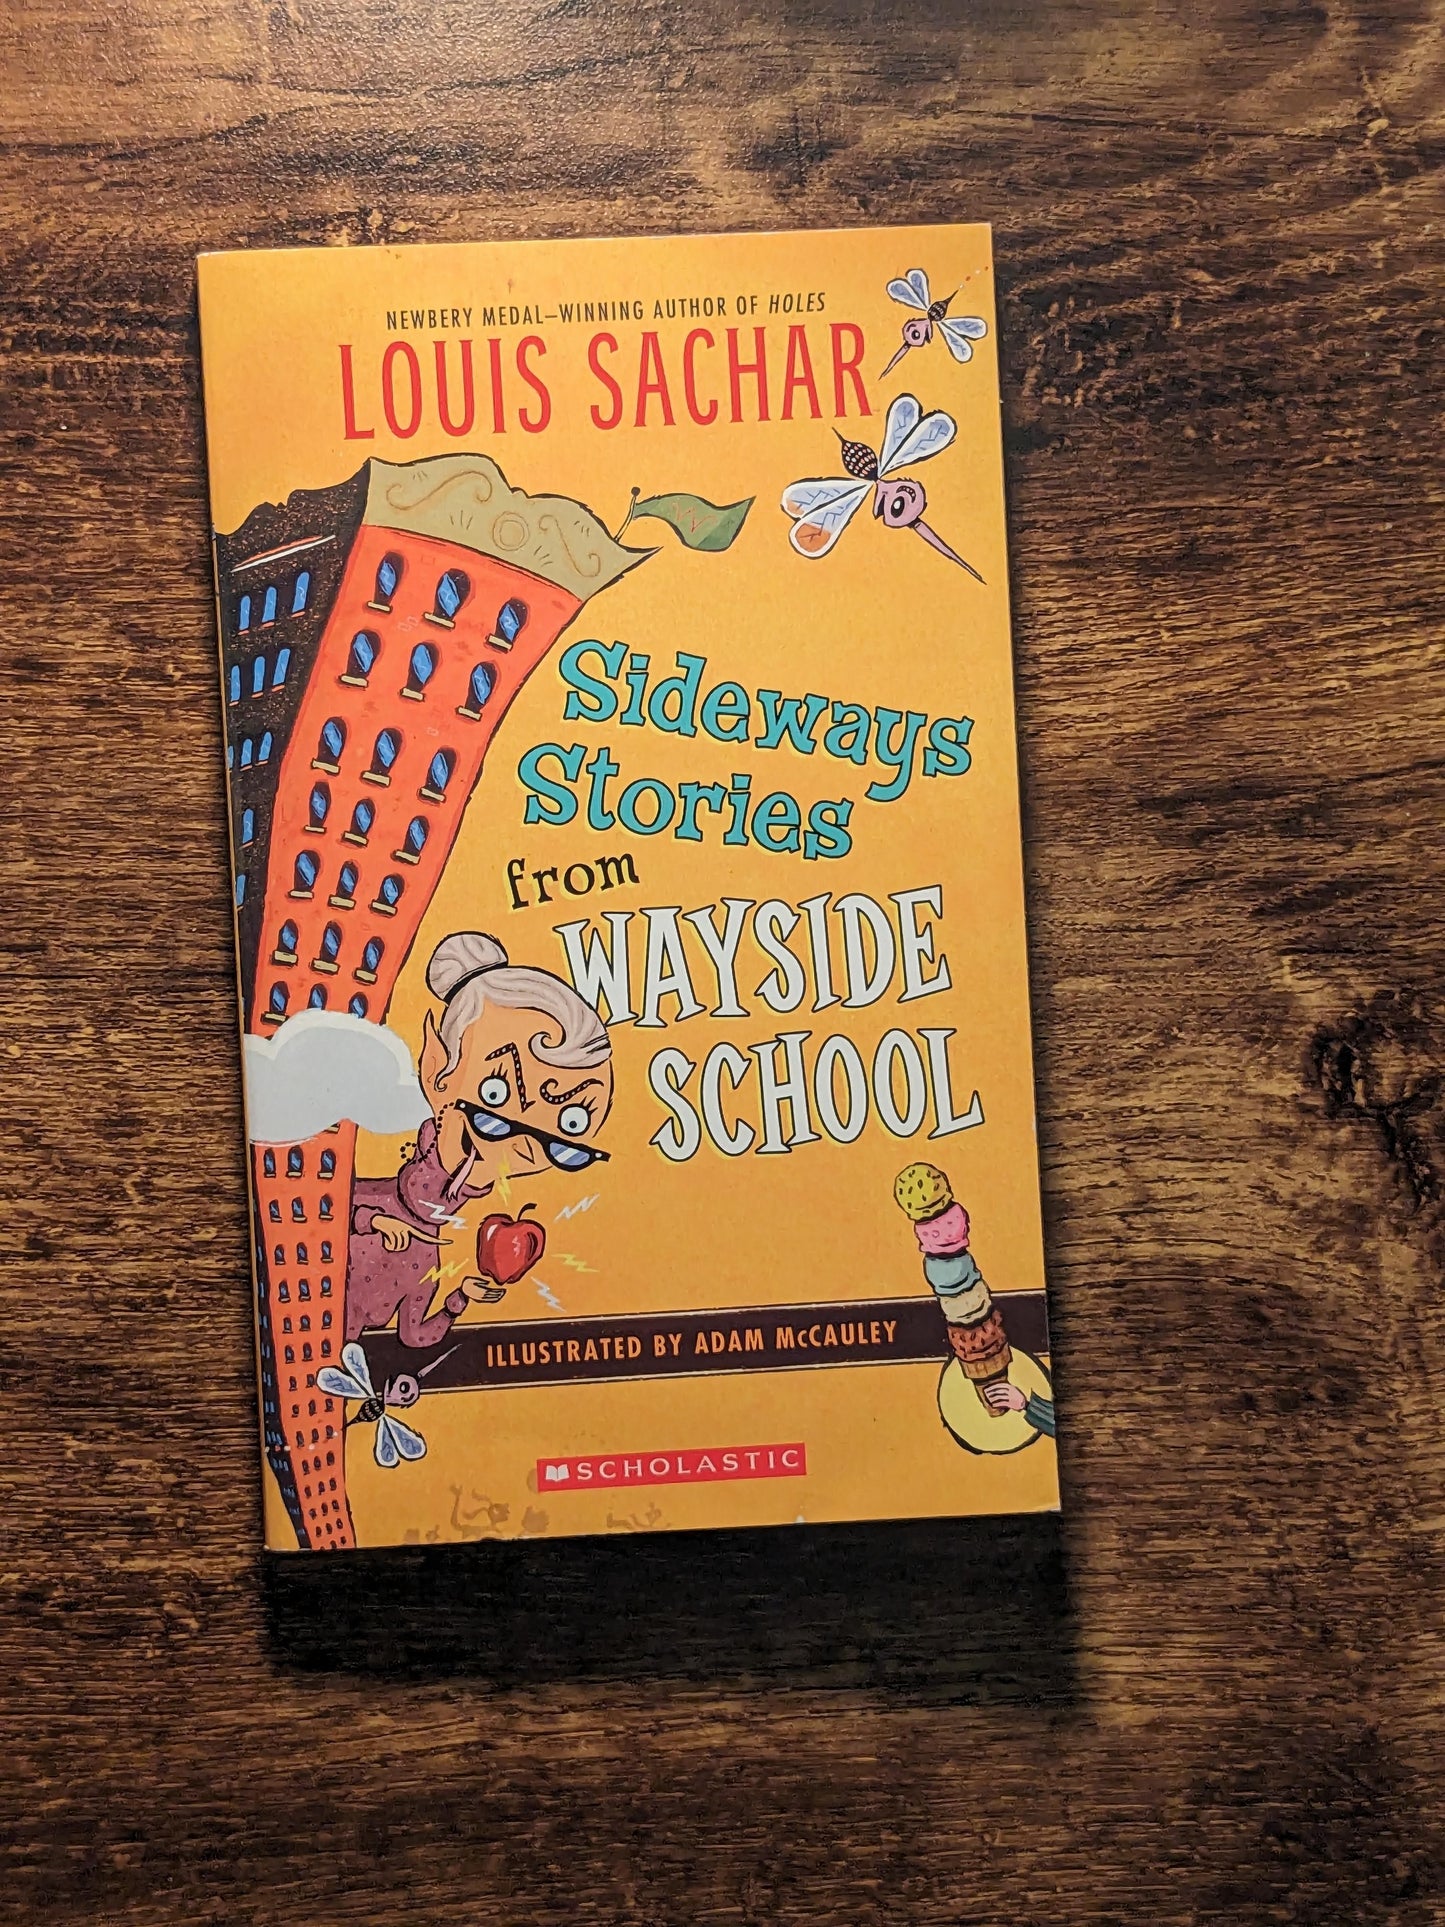 NEWBERY MEDAL–WINNING AUTHOR OF HOLES
LOUIS SACHAR
W
Sideways
Stories
from
WAYSIDE
SCHOOL
ILLUSTRATED BY ADAM McCAULEY
SCHOLASTIC